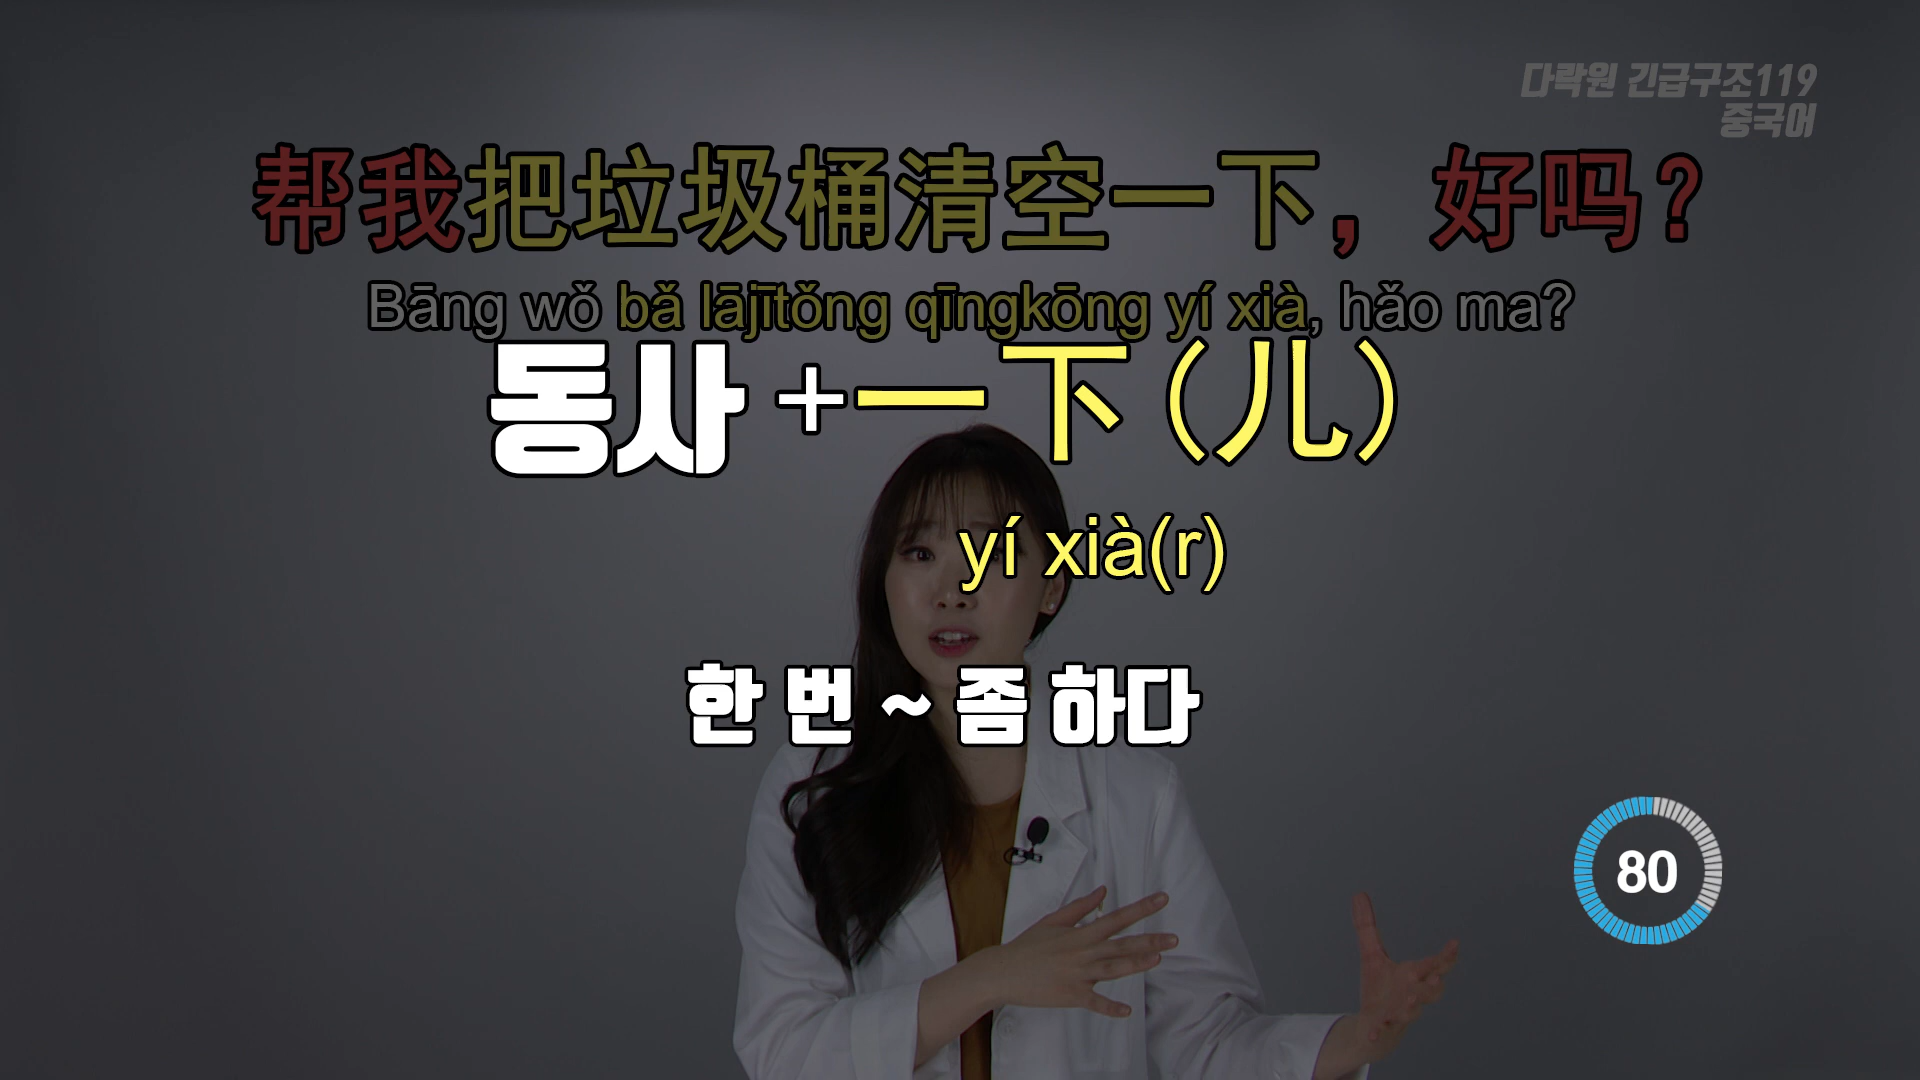 다락원 긴급구조119
중국어
帮我把垃圾桶清空一下，好吗？
Bāng wǒ bǎ lājītǒng qīngkōng yí xià, hǎo ma?
동사 + 一下(儿)
yí xià(r)
한 번 ~ 좀 하다
80